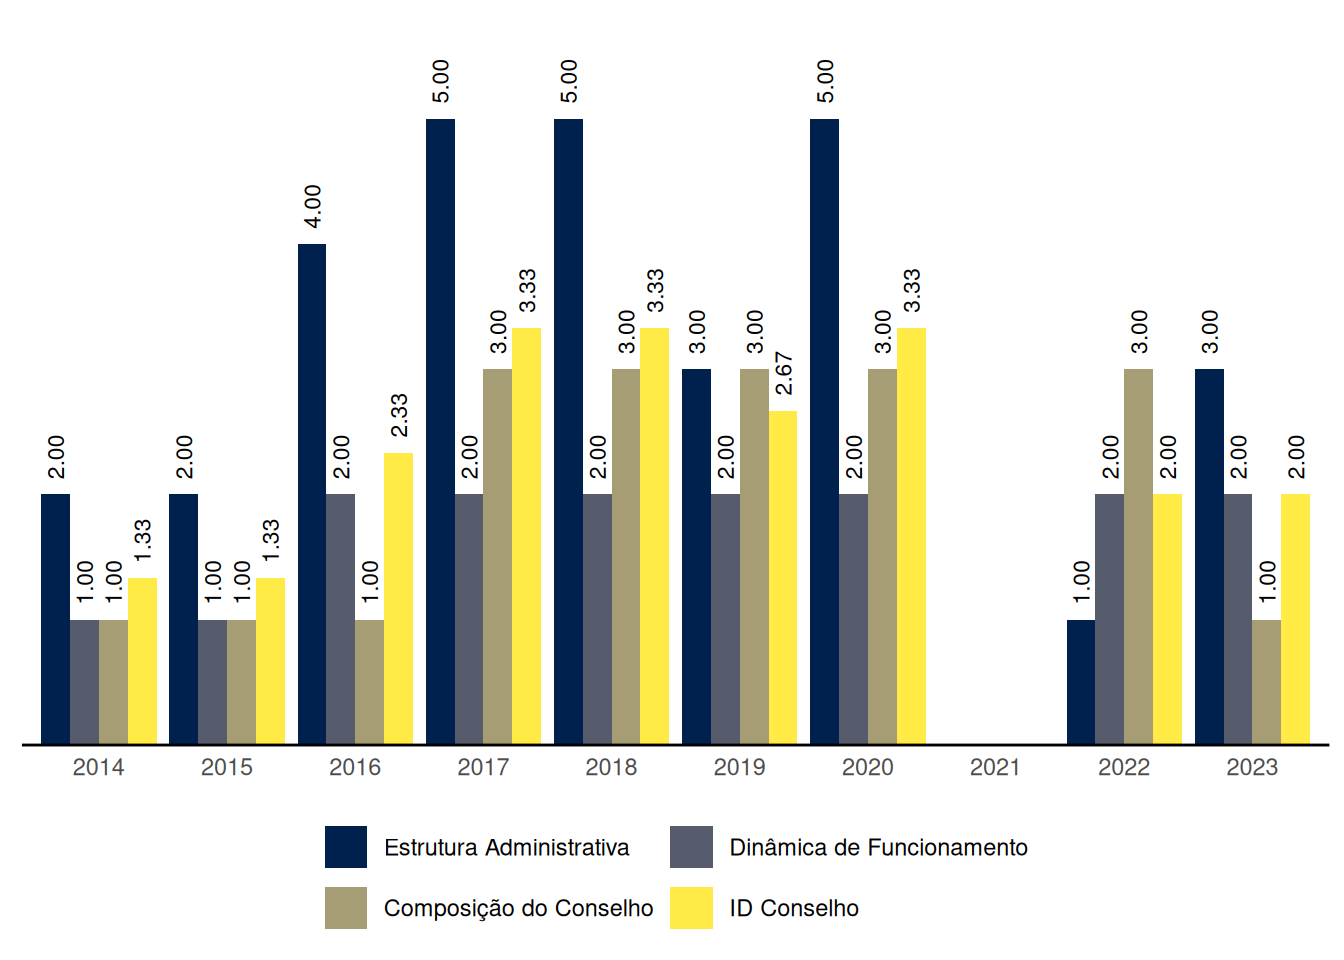 2.00 1.00 1.00 1.33
2.00 1.00 1.00 1.33
4.00 2.00 1.00 2.33
5.00 2.00 3.00 3.33
5.00 2.00 3.00 3.33
3.00 2.00 3.00 2.67
5.00 2.00 3.00 3.33
1.00 2.00 3.00 2.00
3.00 2.00 1.00 2.00
2014 2015 2016 2017 2018 2019 2020 2021 2022 2023
Estrutura Administrativa Dinâmica de Funcionamento
Composição do Conselho ID Conselho